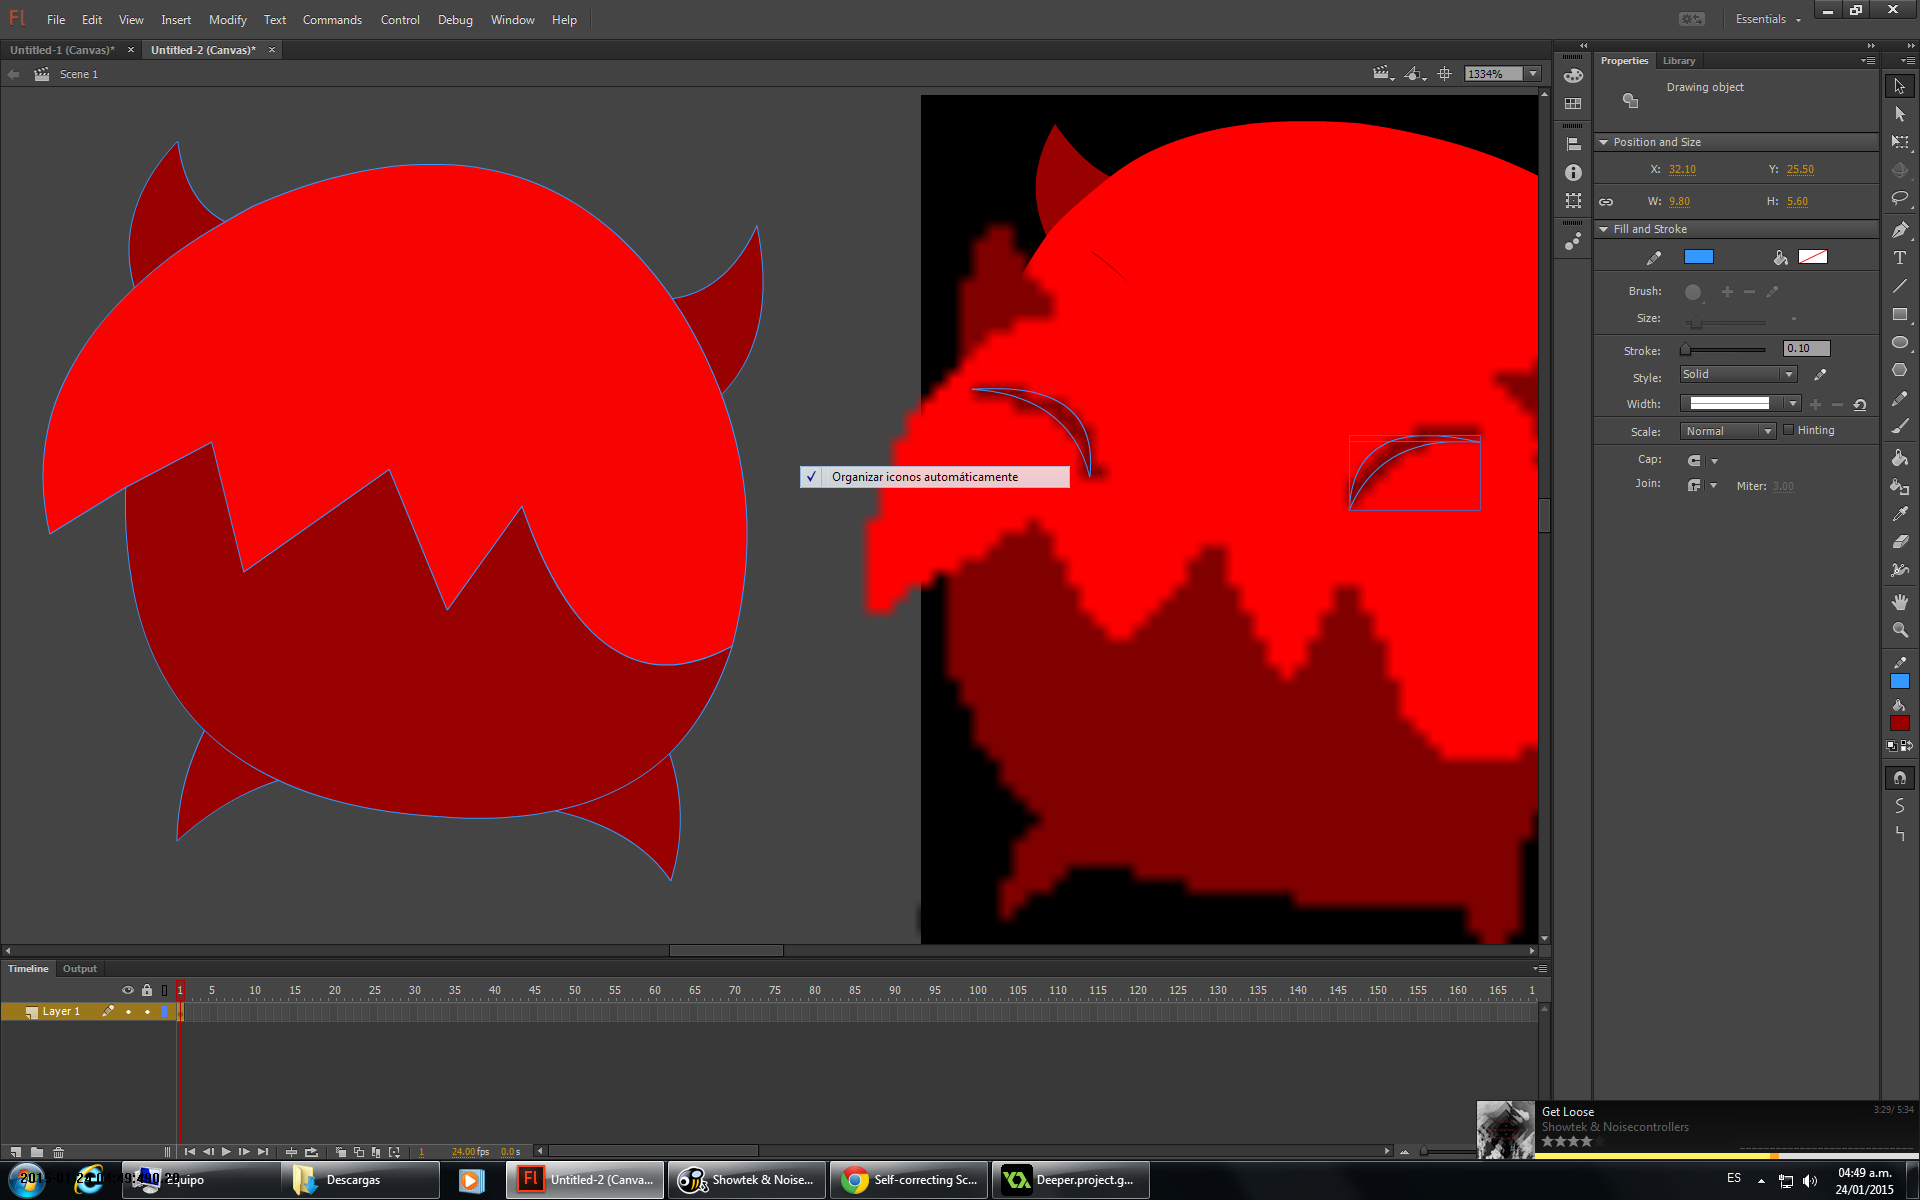 Fl File Edit View Insert Modify Text Commands Control Debug Window Help Essentials
Untitled-1 (Canvas)* × Untitled-2 (Canvas)* ×
Scene 1 1334%
Properties Library
Drawing object
Position and Size
X: 32.10 Y: 25.50
W: 9.80 H: 5.60
Fill and Stroke
Brush:
Size: -
Stroke: 0.10
Style: Solid
Width:
Scale: Normal Hinting
Cap:
Join: Miter: 3.00
✓ Organizar iconos automáticamente
Timeline Output
1 5 10 15 20 25 30 35 40 45 50 55 60 65 70 75 80 85 90 95 100 105 110 115 120 125 130 135 140 145 150 155 160 165 1
Layer 1
1 24.00 fps 0.0 s
Get Loose 3:29/ 5:34
Showtek & Noisecontrollers
Equipo Descargas Fl Untitled-2 (Canva... Showtek & Noise... Self-correcting Sc... Deeper.project.g... ES 04:49 a.m.
24/01/2015